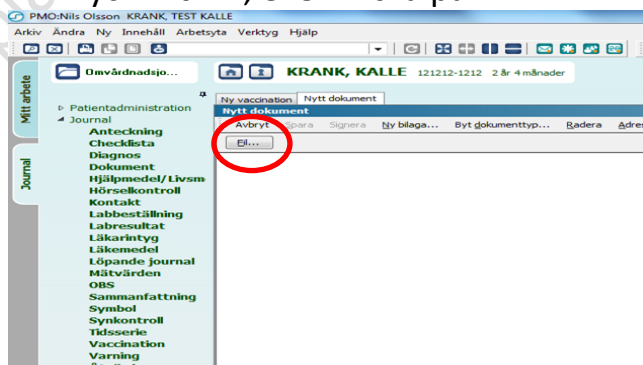 PMO:Nils Olsson KRANK, TEST KALLE
Arkiv Ändra Ny Innehåll Arbetsyta Verktyg Hjälp
Omvårdnadsjo...
KRANK, KALLE 121212-1212 2 år 4 månader
Mitt arbete
Journal
Ny vaccination Nytt dokument
Nytt dokument
Avbryt Spara Signera Ny bilaga... Byt dokumenttyp... Radera
Fil...
Patientadministration
Journal
Anteckning
Checklista
Diagnos
Dokument
Hjälpmedel/Livsm
Hörselkontroll
Kontakt
Labbeställning
Labresultat
Läkarintyg
Läkemedel
Löpande journal
Mätvärden
OBS
Sammanfattning
Symbol
Synkontroll
Tidsserie
Vaccination
Varning